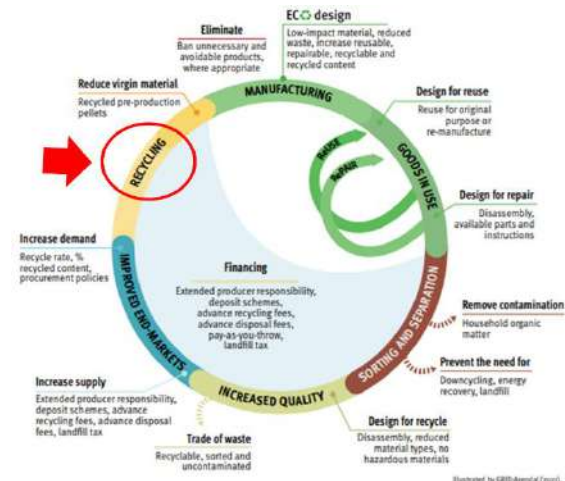 Eliminate
Ban unnecessary and
avoidable products,
where appropriate
EC♻ design
Low-impact material, reduced
waste, increase reusable,
repairable, recyclable and
recycled content
Reduce virgin material
Recycled pre-production
pellets
MANUFACTURING
Design for reuse
Reuse for original
purpose or
re-manufacture
REUSE
REPAIR
GOODS IN USE
RECYCLING
Design for repair
Disassembly,
available parts and
instructions
Increase demand
Recycle rate, %
recycled content,
procurement policies
IMPROVED END-MARKETS
Financing
Extended producer responsibility,
deposit schemes,
advance recycling fees,
advance disposal fees,
pay-as-you-throw,
landfill tax
SORTING AND SEPARATION
Remove contamination
Household organic
matter
Prevent the need for
Downcycling, energy
recovery, landfill
Increase supply
Extended producer responsibility,
deposit schemes, advance
recycling fees, advance disposal
fees, landfill tax
INCREASED QUALITY
Trade of waste
Recyclable, sorted and
uncontaminated
Design for recycle
Disassembly, reduced
material types, no
hazardous materials
Illustrated by GRID-Arendal